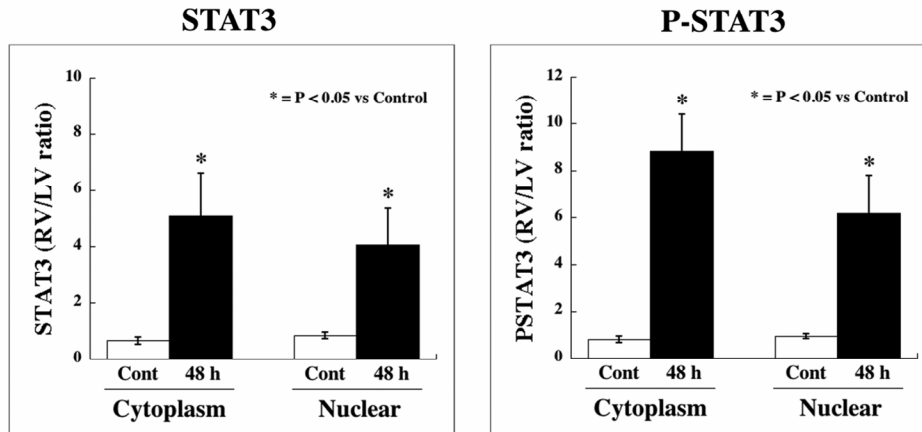 STAT3
10
8
6
4
2
0
STAT3 (RV/LV ratio)
* = P < 0.05 vs Control
*
*
Cont 48 h Cont 48 h
Cytoplasm Nuclear
P-STAT3
12
10
8
6
4
2
0
PSTAT3 (RV/LV ratio)
* = P < 0.05 vs Control
*
*
Cont 48 h Cont 48 h
Cytoplasm Nuclear